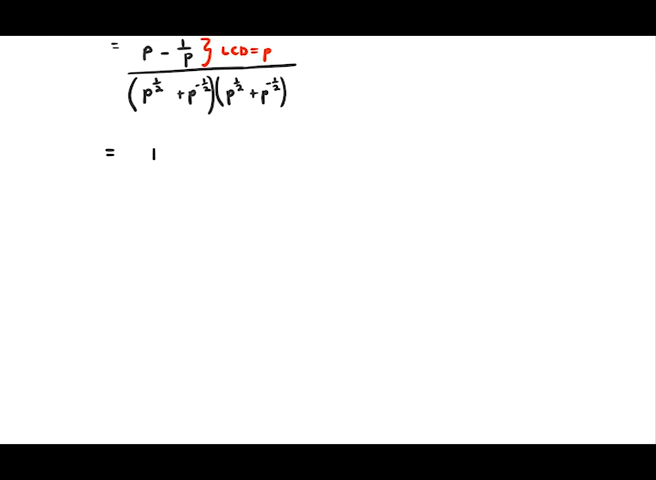 = p - 1/p } LCD = p
(p^{1/2} + p^{-1/2})(p^{1/2} + p^{-1/2})
= 1